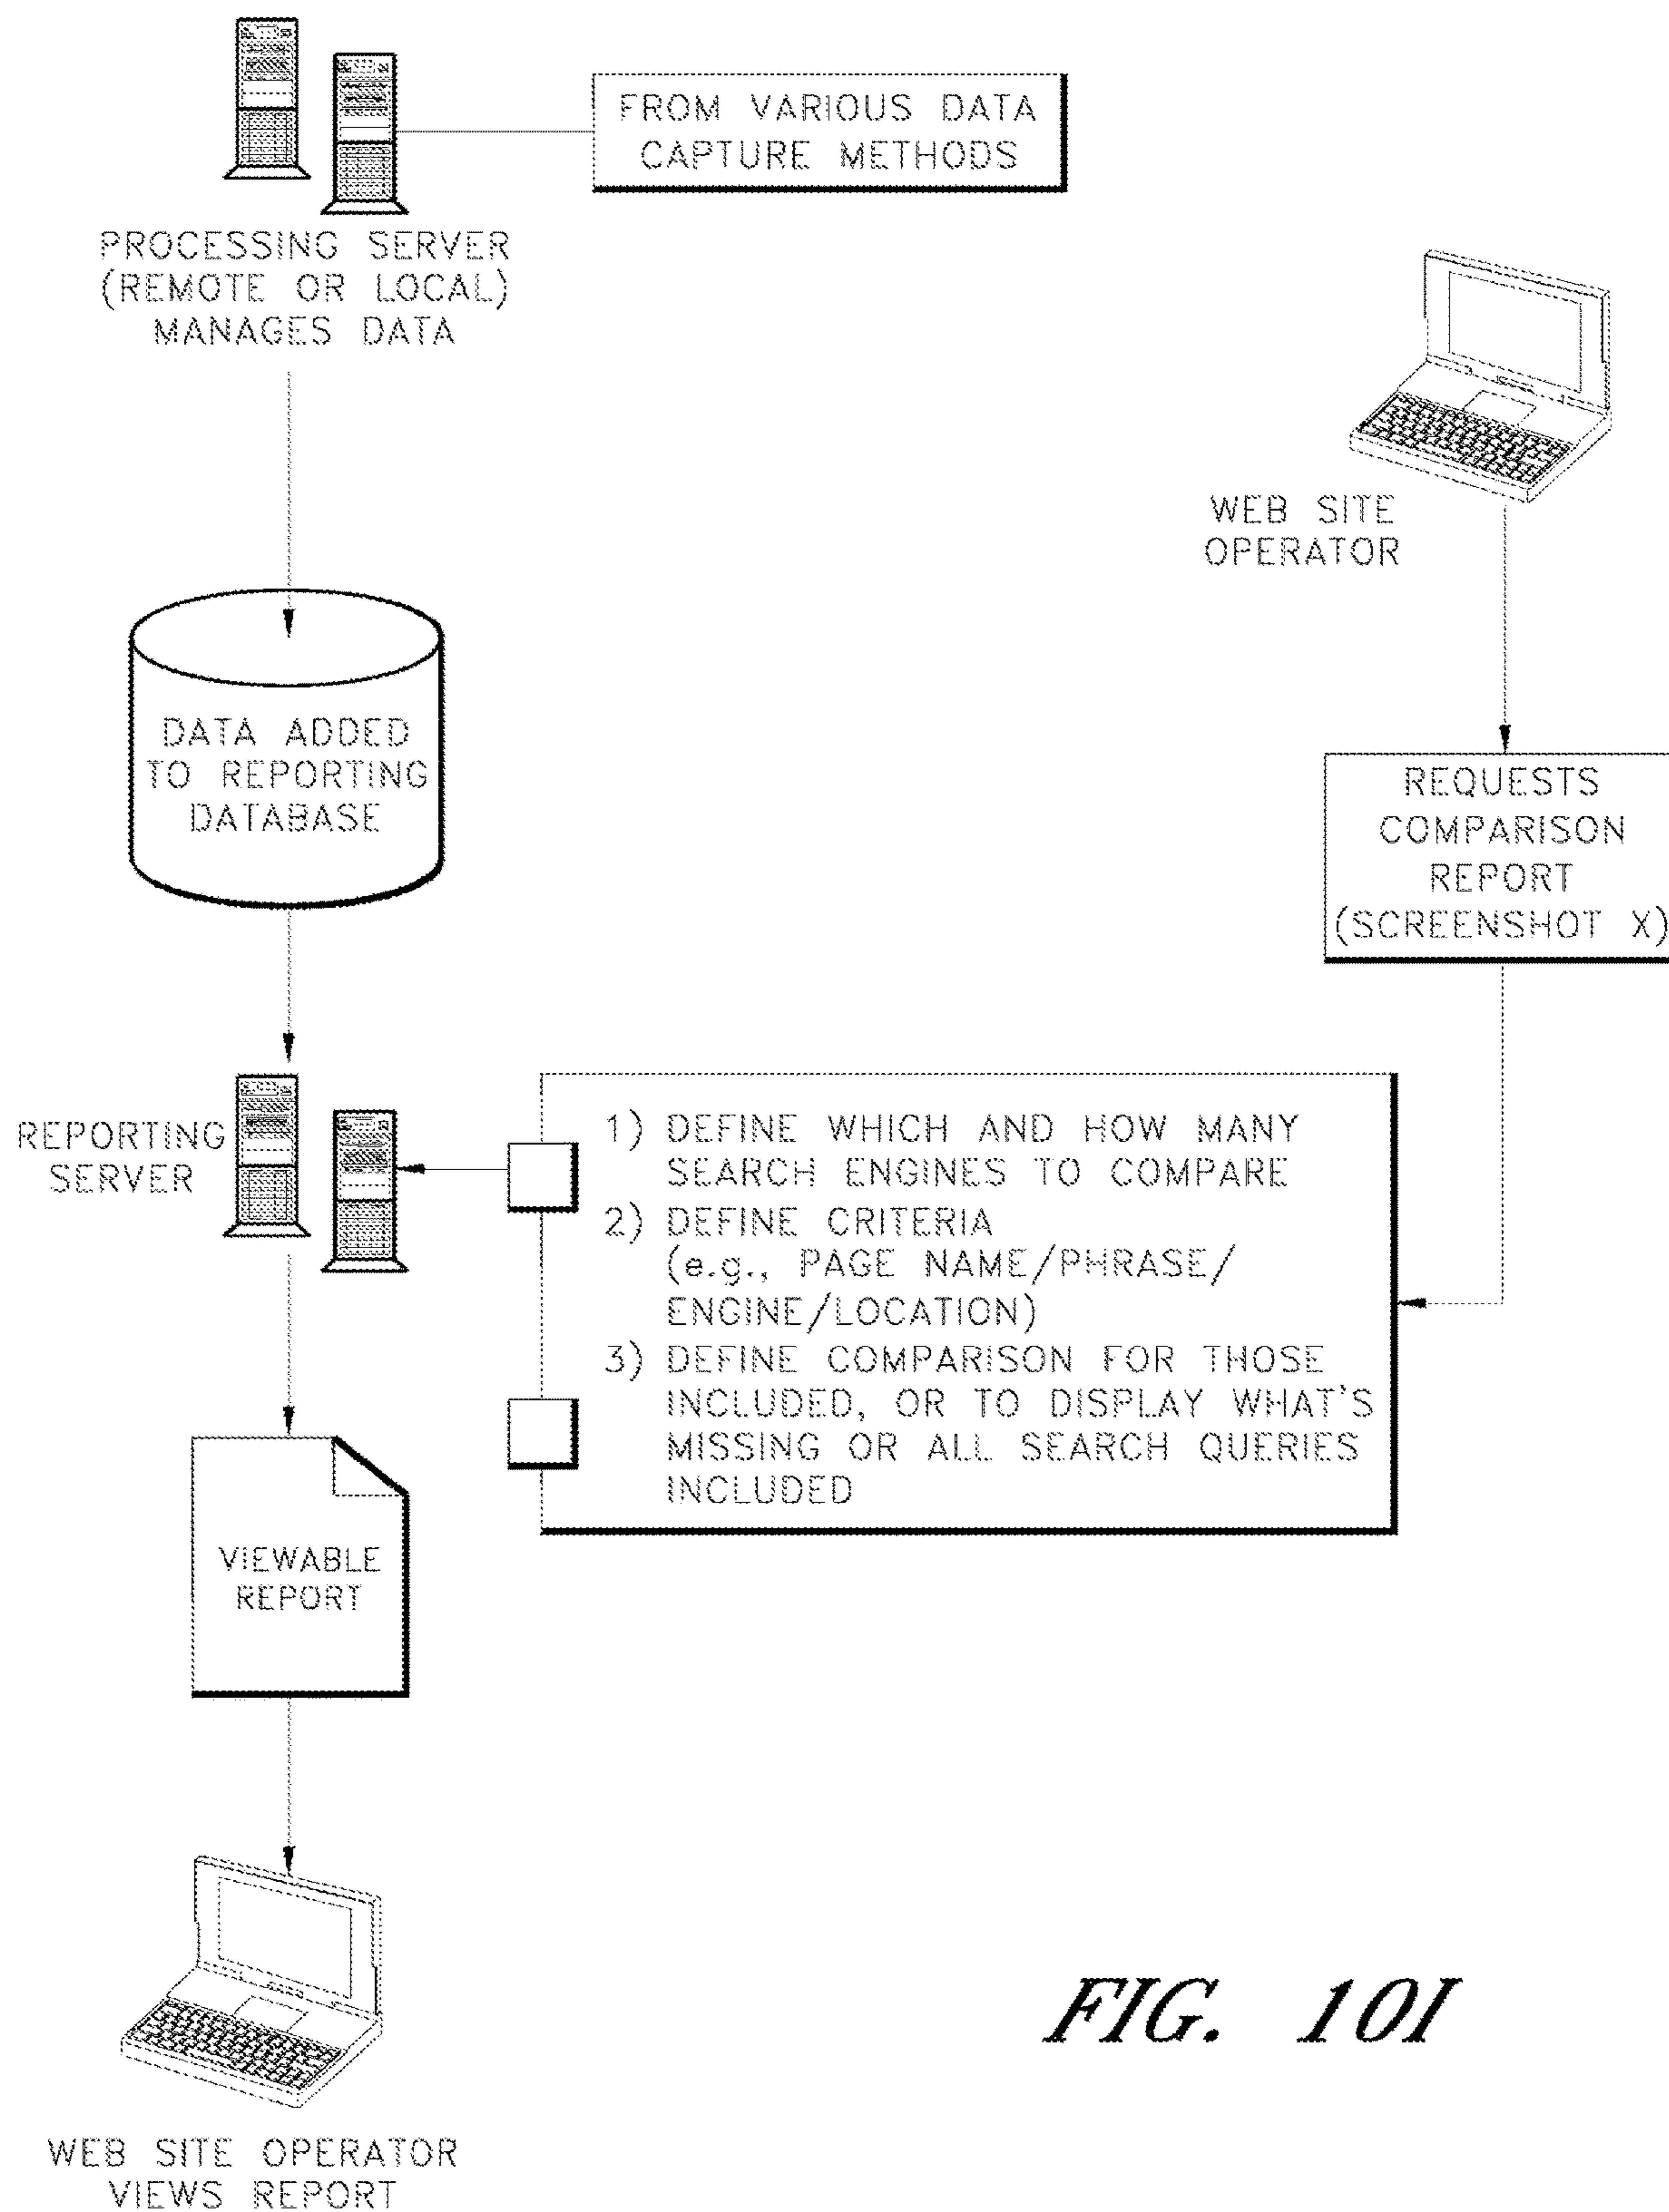 FROM VARIOUS DATA
CAPTURE METHODS
PROCESSING SERVER
(REMOTE OR LOCAL)
MANAGES DATA
WEB SITE
OPERATOR
DATA ADDED
TO REPORTING
DATABASE
REQUESTS
COMPARISON
REPORT
(SCREENSHOT X)
REPORTING
SERVER
1) DEFINE WHICH AND HOW MANY
SEARCH ENGINES TO COMPARE
2) DEFINE CRITERIA
(e.g., PAGE NAME/PHRASE/
ENGINE/LOCATION)
3) DEFINE COMPARISON FOR THOSE
INCLUDED, OR TO DISPLAY WHAT'S
MISSING OR ALL SEARCH QUERIES
INCLUDED
VIEWABLE
REPORT
WEB SITE OPERATOR
VIEWS REPORT
FIG. 10I